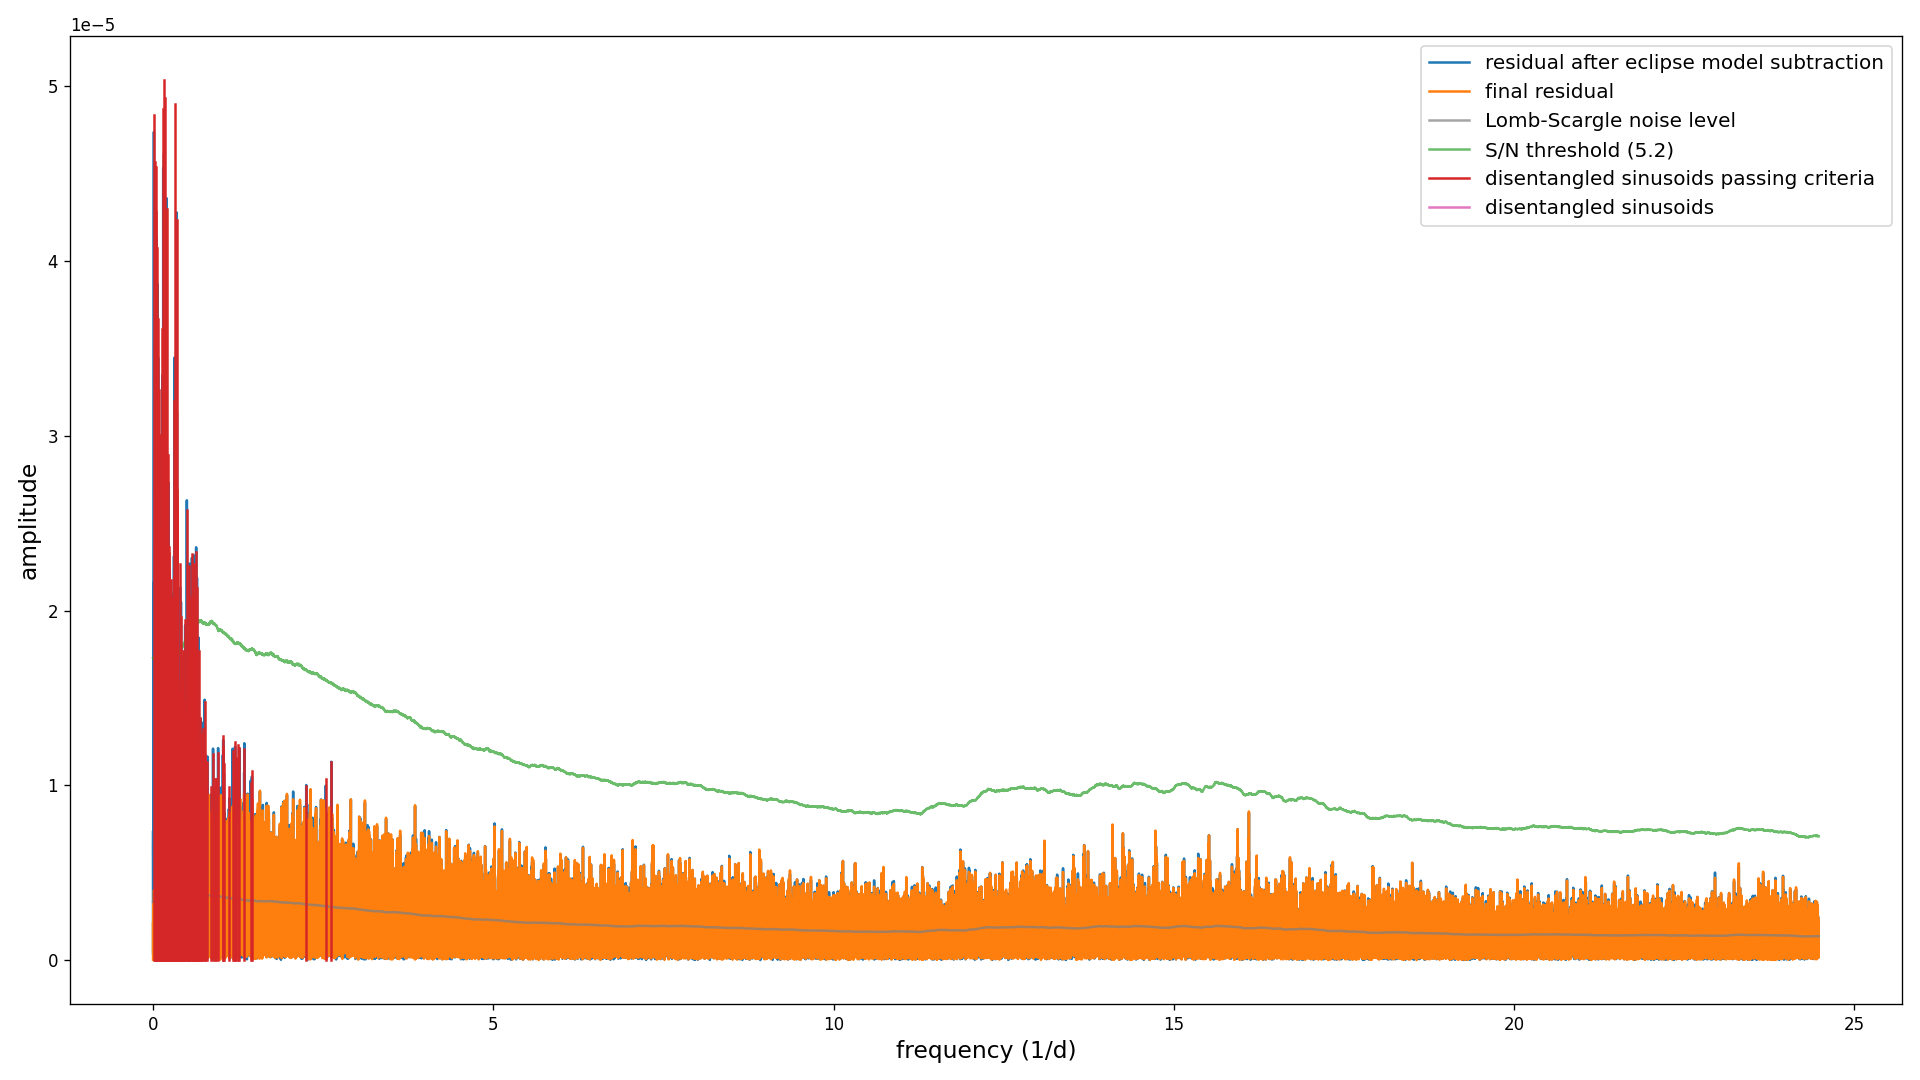 1e−5
residual after eclipse model subtraction
final residual
Lomb-Scargle noise level
S/N threshold (5.2)
disentangled sinusoids passing criteria
disentangled sinusoids
5
4
3
2
1
0
amplitude
0 5 10 15 20 25
frequency (1/d)